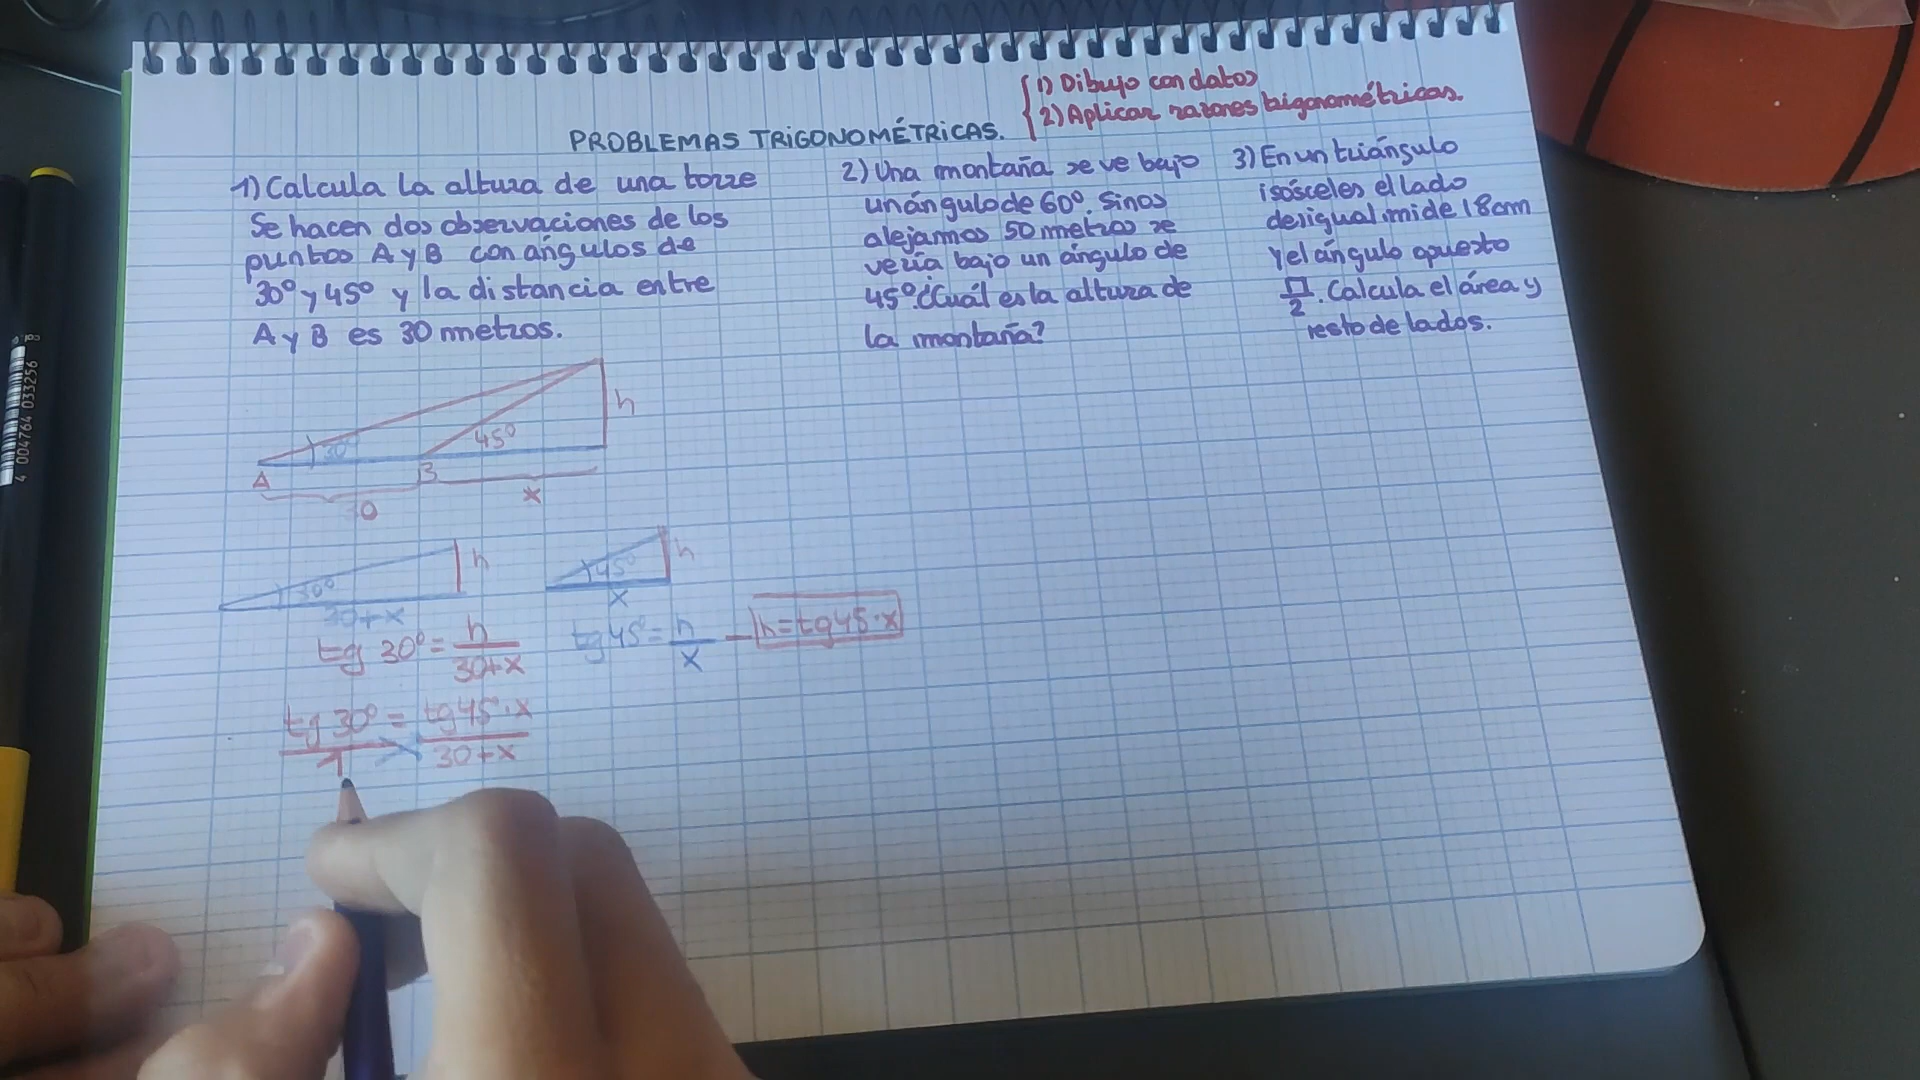 {1) Dibujo con datos
{2) Aplicar razones trigonométricas.
PROBLEMAS TRIGONOMÉTRICAS.
1) Calcula la altura de una torre
Se hacen dos observaciones de los
puntos A y B con ángulos de
30° y 45° y la distancia entre
A y B es 30 metros.
2) Una montaña se ve bajo
un ángulo de 60°. Si nos
alejamos 50 metros se
vería bajo un ángulo de
45° ¿Cuál es la altura de
la montaña?
3) En un triángulo
isósceles el lado
desigual mide 18cm
y el ángulo opuesto
π/2. Calcula el área y
resto de lados.
h
30
45°
A
B
x
30
30°
h
30+x
45°
h
x
tg 30° = h/30+x
tg 45° = h/x — h=tg45·x
tg 30°/1 = tg 45°·x/30+x
4 004764 033256